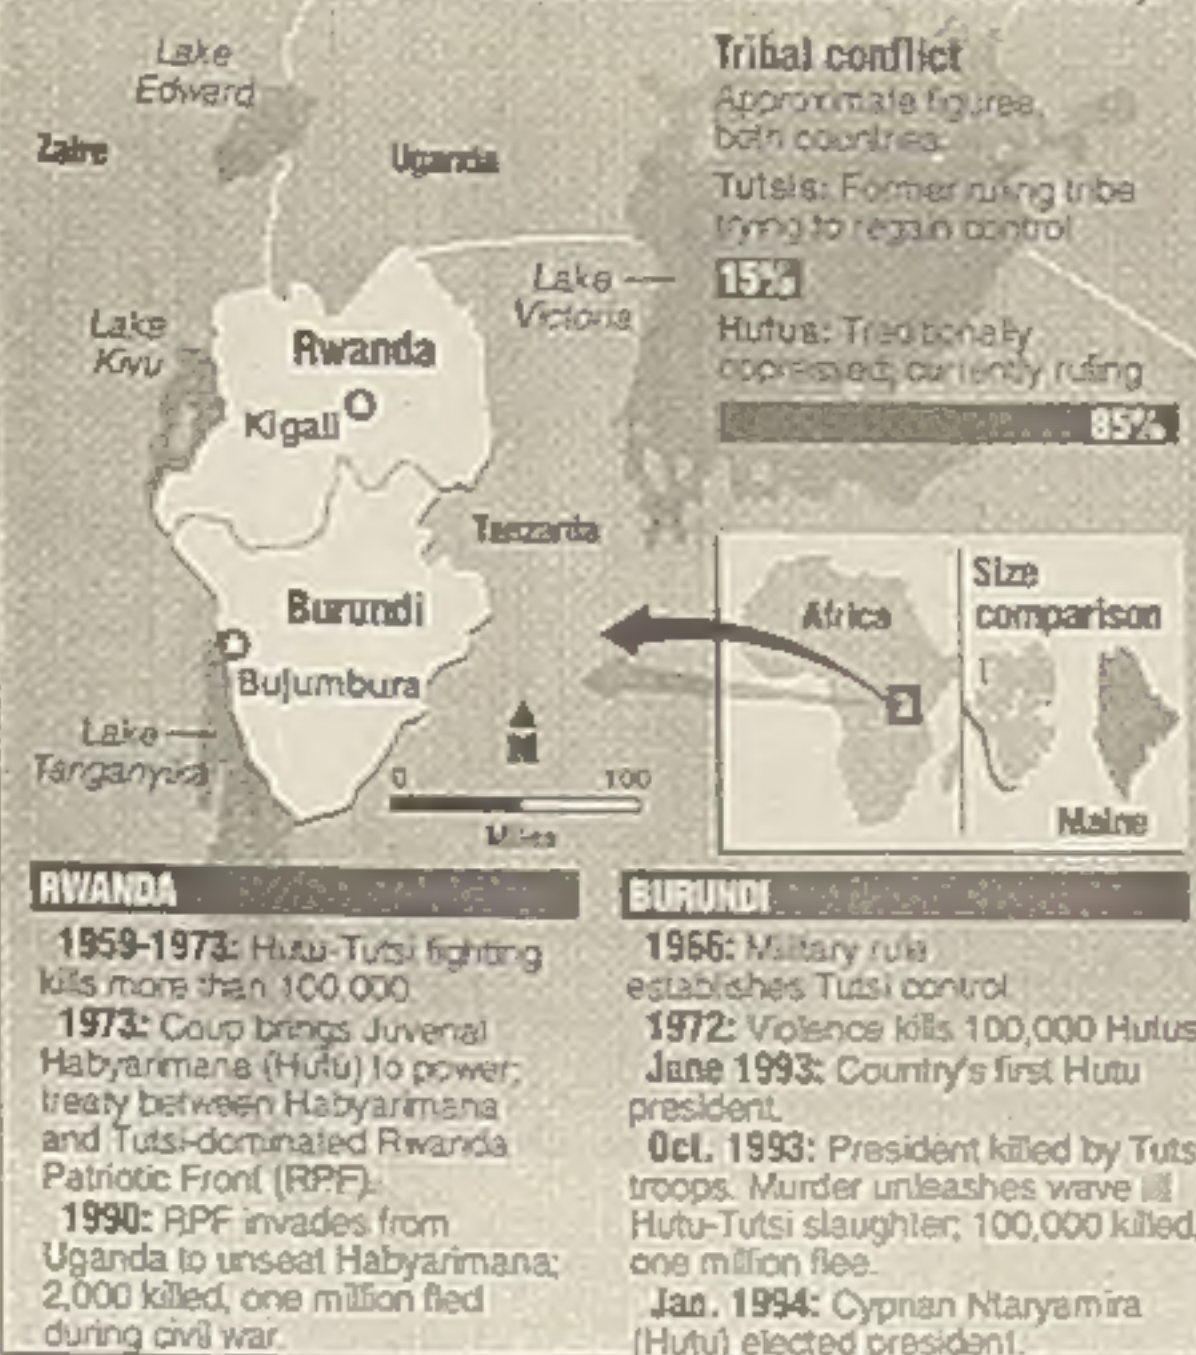 Lake
Edward
Zaire
Uganda
Lake
Victoria
Lake
Kivu
Rwanda
Kigali
Tanzania
Burundi
Bujumbura
Lake
Tanganyika
N
0 100
Miles
Tribal conflict
Approximate figures,
both countries:
Tutsis: Former ruling tribe
trying to regain control
15%
Hutus: Traditionally
oppressed; currently ruling
85%
Africa
Size
comparison
Maine
RWANDA
1959-1973: Hutu-Tutsi fighting
kills more than 100,000
1973: Coup brings Juvenal
Habyarimana (Hutu) to power;
treaty between Habyarimana
and Tutsi-dominated Rwanda
Patriotic Front (RPF).
1990: RPF invades from
Uganda to unseat Habyarimana;
2,000 killed, one million fled
during civil war.
BURUNDI
1966: Military rule
establishes Tutsi control
1972: Violence kills 100,000 Hutus
June 1993: Country's first Hutu
president.
Oct. 1993: President killed by Tuts
troops. Murder unleashes wave
Hutu-Tutsi slaughter; 100,000 killed,
one million flee.
Jan. 1994: Cyprian Ntaryamira
(Hutu) elected president.